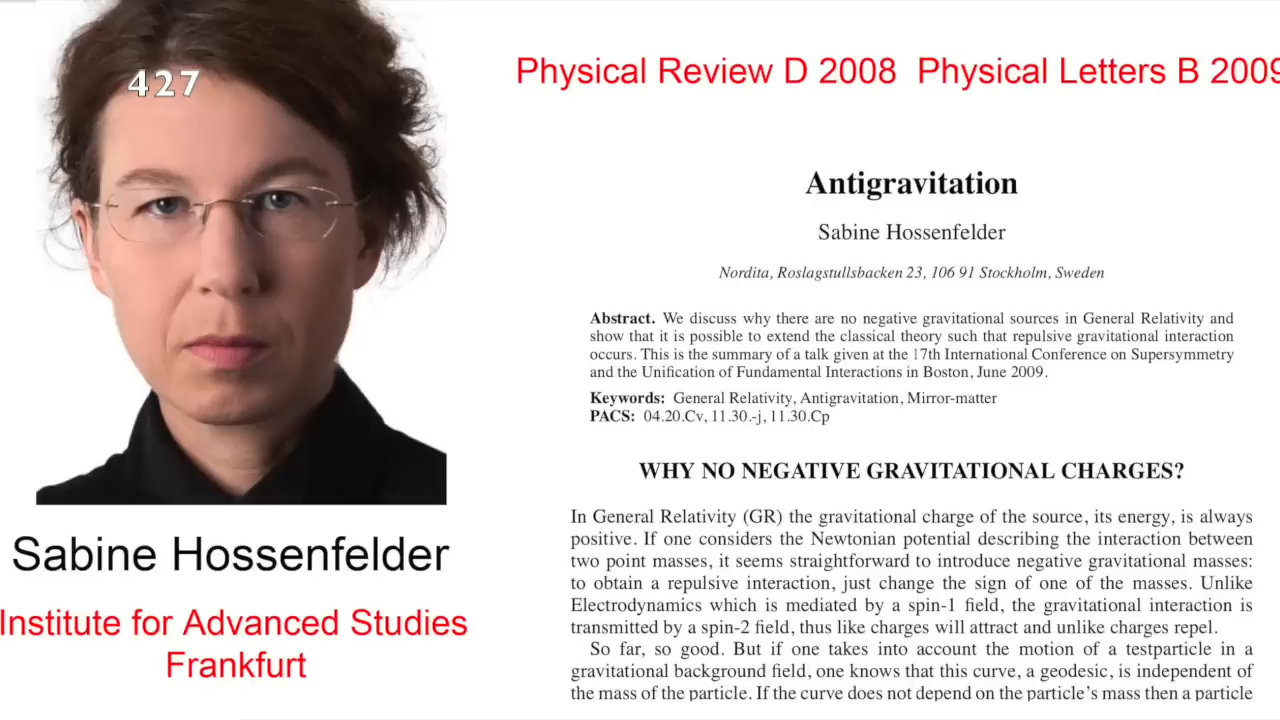 427
Physical Review D 2008 Physical Letters B 2009
Antigravitation
Sabine Hossenfelder
Nordita, Roslagstullsbacken 23, 106 91 Stockholm, Sweden
Abstract. We discuss why there are no negative gravitational sources in General Relativity and
show that it is possible to extend the classical theory such that repulsive gravitational interaction
occurs. This is the summary of a talk given at the 17th International Conference on Supersymmetry
and the Unification of Fundamental Interactions in Boston, June 2009.
Keywords: General Relativity, Antigravitation, Mirror-matter
PACS: 04.20.Cv, 11.30.-j, 11.30.Cp
WHY NO NEGATIVE GRAVITATIONAL CHARGES?
In General Relativity (GR) the gravitational charge of the source, its energy, is always
positive. If one considers the Newtonian potential describing the interaction between
two point masses, it seems straightforward to introduce negative gravitational masses:
to obtain a repulsive interaction, just change the sign of one of the masses. Unlike
Electrodynamics which is mediated by a spin-1 field, the gravitational interaction is
transmitted by a spin-2 field, thus like charges will attract and unlike charges repel.
So far, so good. But if one takes into account the motion of a testparticle in a
gravitational background field, one knows that this curve, a geodesic, is independent of
the mass of the particle. If the curve does not depend on the particle's mass then a particle
Sabine Hossenfelder
Institute for Advanced Studies
Frankfurt